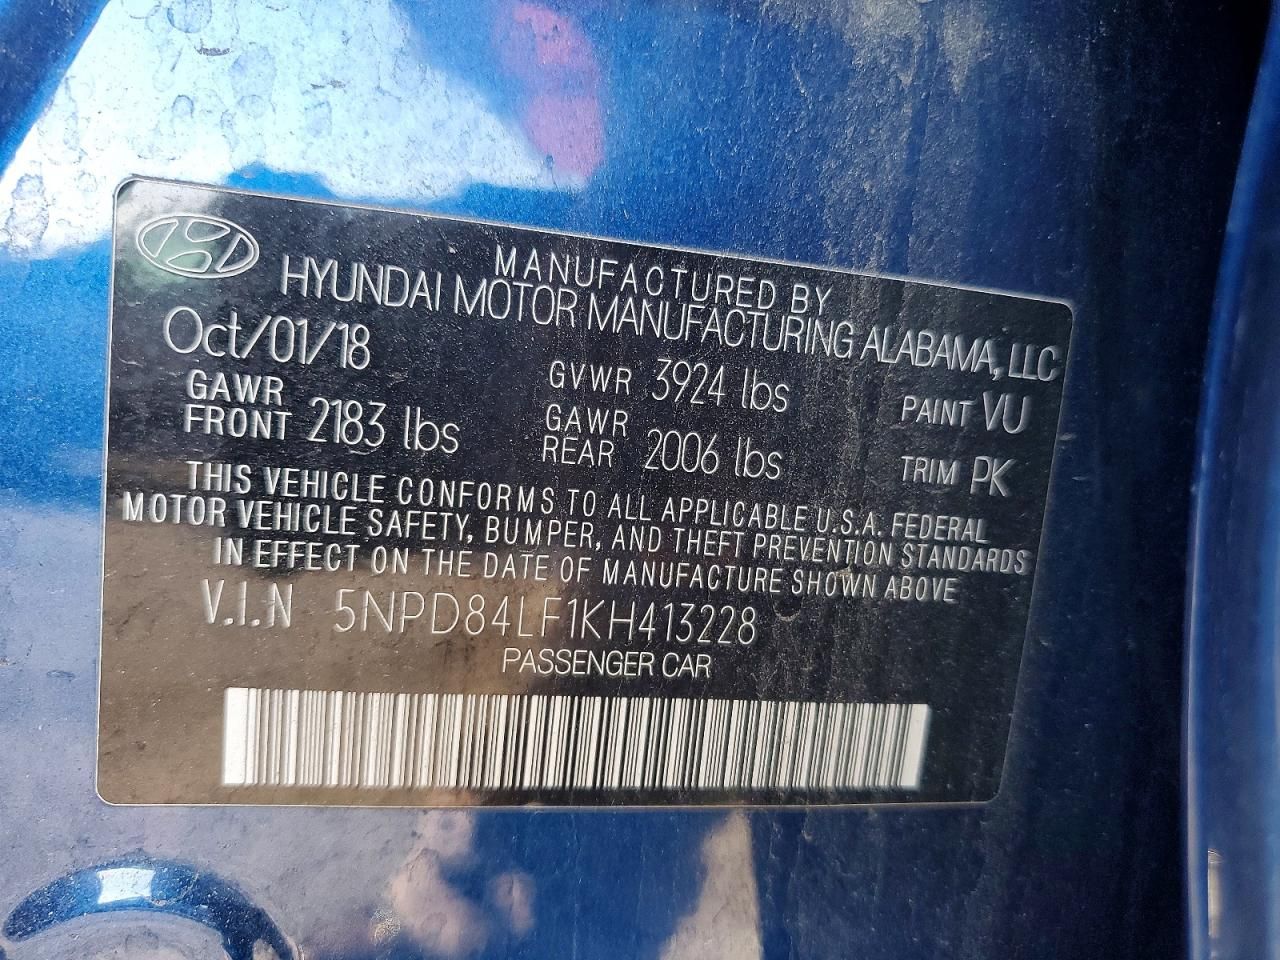 MANUFACTURED BY
HYUNDAI MOTOR MANUFACTURING ALABAMA, LLC
Oct/01/18
GAWR FRONT 2183 lbs GVWR 3924 lbs PAINT VU
GAWR REAR 2006 lbs TRIM PK
THIS VEHICLE CONFORMS TO ALL APPLICABLE U.S.A. FEDERAL
MOTOR VEHICLE SAFETY, BUMPER, AND THEFT PREVENTION STANDARDS
IN EFFECT ON THE DATE OF MANUFACTURE SHOWN ABOVE
V.I.N 5NPD84LF1KH413228
PASSENGER CAR